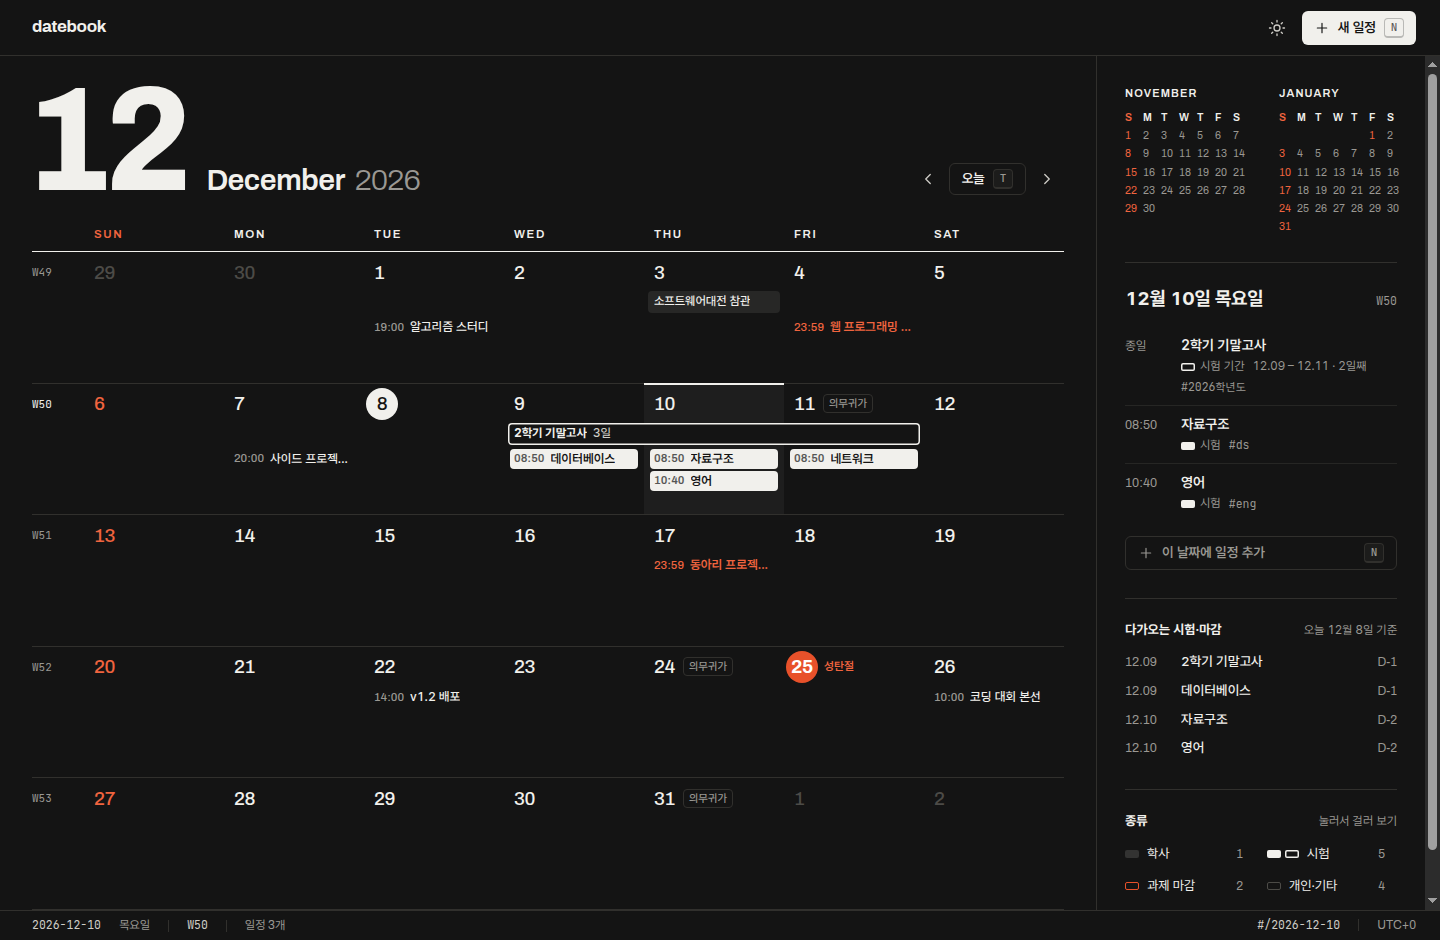 datebook
새 일정 N
12 December 2026
오늘 T
SUN MON TUE WED THU FRI SAT
W49 29 30 1 2 3 4 5
소프트웨어대전 참관
19:00 알고리즘 스터디 23:59 웹 프로그래밍 ...
W50 6 7 8 9 10 11 의무귀가 12
2학기 기말고사 3일
20:00 사이드 프로젝... 08:50 데이터베이스 08:50 자료구조 08:50 네트워크
10:40 영어
W51 13 14 15 16 17 18 19
23:59 동아리 프로젝...
W52 20 21 22 23 24 의무귀가 25 성탄절 26
14:00 v1.2 배포 10:00 코딩 대회 본선
W53 27 28 29 30 31 의무귀가 1 2
NOVEMBER
S M T W T F S
1 2 3 4 5 6 7
8 9 10 11 12 13 14
15 16 17 18 19 20 21
22 23 24 25 26 27 28
29 30
JANUARY
S M T W T F S
1 2
3 4 5 6 7 8 9
10 11 12 13 14 15 16
17 18 19 20 21 22 23
24 25 26 27 28 29 30
31
12월 10일 목요일 W50
종일 2학기 기말고사
시험 기간 12.09 – 12.11 · 2일째
#2026학년도
08:50 자료구조
시험 #ds
10:40 영어
시험 #eng
이 날짜에 일정 추가 N
다가오는 시험·마감 오늘 12월 8일 기준
12.09 2학기 기말고사 D-1
12.09 데이터베이스 D-1
12.10 자료구조 D-2
12.10 영어 D-2
종류 눌러서 걸러 보기
학사 1 시험 5
과제 마감 2 개인·기타 4
2026-12-10 목요일 W50 일정 3개 #/2026-12-10 UTC+0